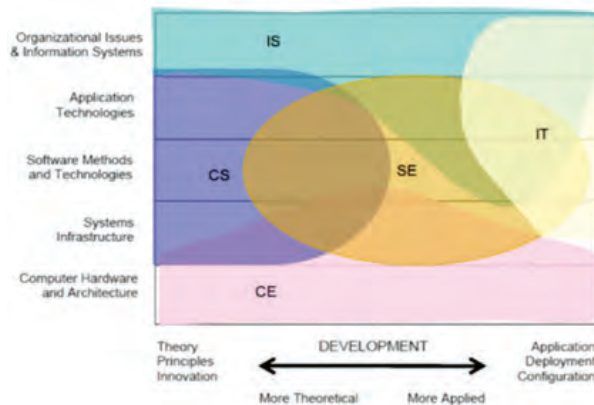 Organizational Issues
& Information Systems
IS
Application
Technologies
IT
Software Methods
and Technologies
CS
SE
Systems
Infrastructure
Computer Hardware
and Architecture
CE
Theory
Principles
Innovation
DEVELOPMENT
Application
Deployment
Configuration
More Theoretical
More Applied